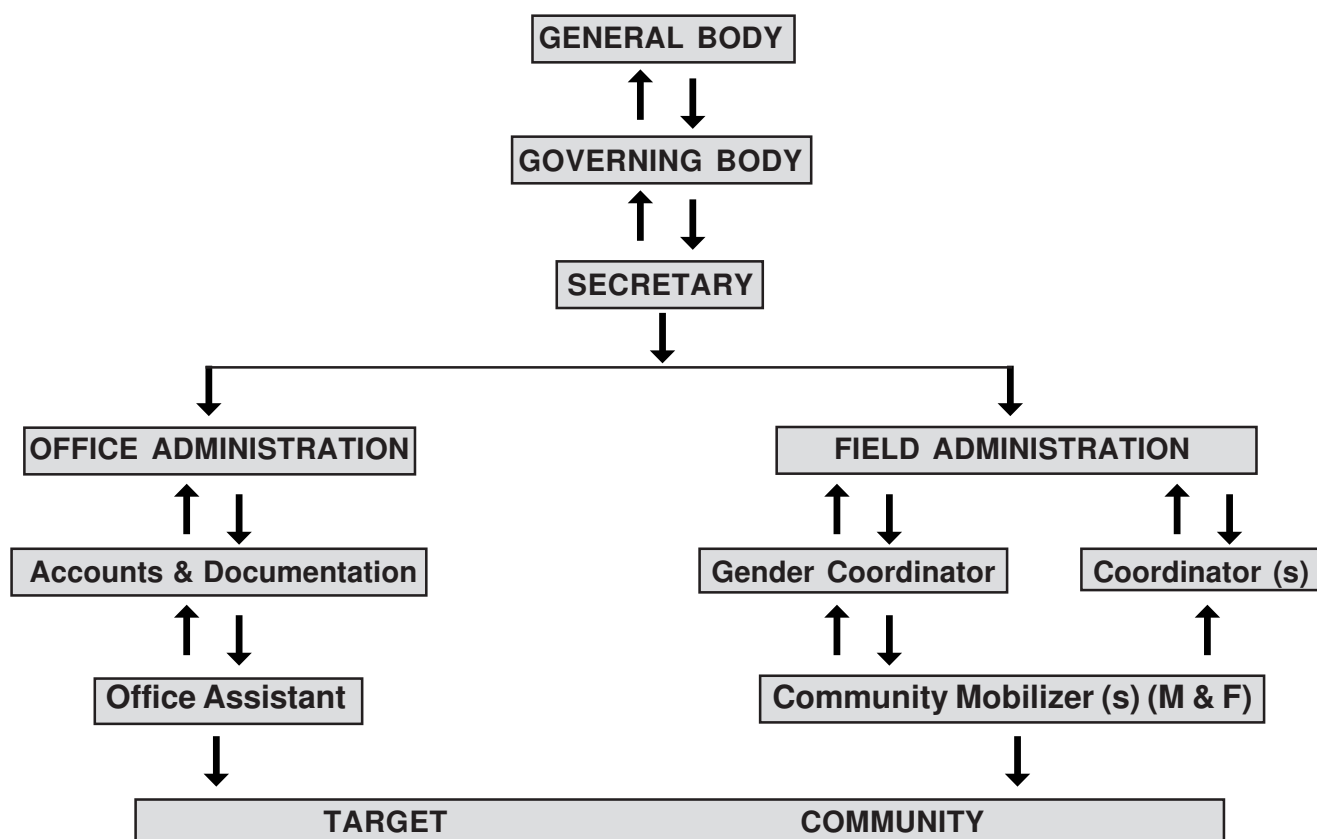 GENERAL BODY
GOVERNING BODY
SECRETARY
OFFICE ADMINISTRATION
FIELD ADMINISTRATION
Accounts & Documentation
Gender Coordinator
Coordinator (s)
Office Assistant
Community Mobilizer (s) (M & F)
TARGET COMMUNITY